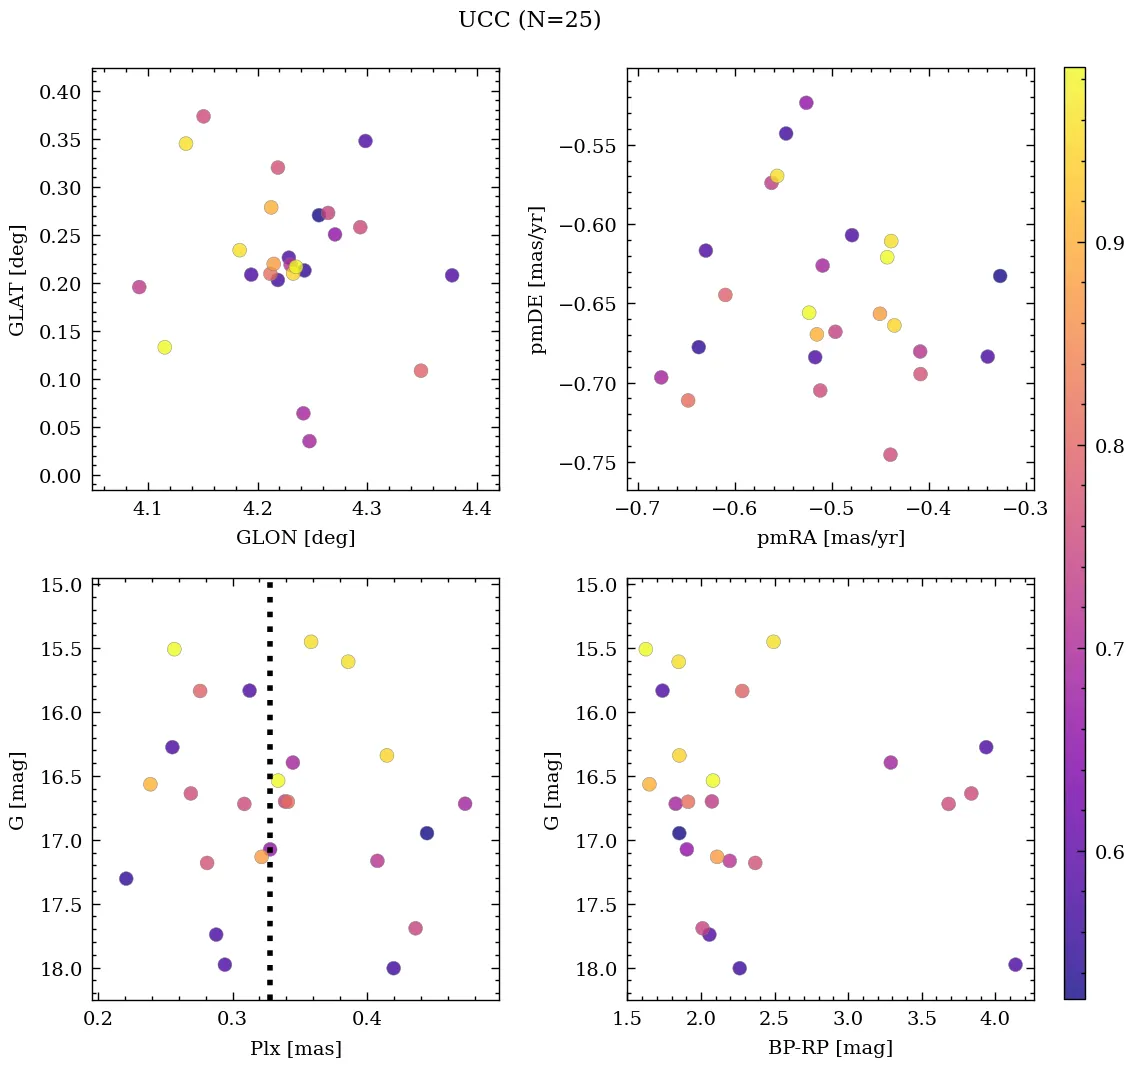 UCC (N=25)
0.40
0.35
0.30
0.25
0.20
0.15
0.10
0.05
0.00
GLAT [deg]
4.1 4.2 4.3 4.4
GLON [deg]
−0.55
−0.60
−0.65
−0.70
−0.75
pmDE [mas/yr]
−0.7 −0.6 −0.5 −0.4 −0.3
pmRA [mas/yr]
15.0
15.5
16.0
16.5
17.0
17.5
18.0
G [mag]
0.2 0.3 0.4
Plx [mas]
15.0
15.5
16.0
16.5
17.0
17.5
18.0
G [mag]
1.5 2.0 2.5 3.0 3.5 4.0
BP-RP [mag]
0.9
0.8
0.7
0.6